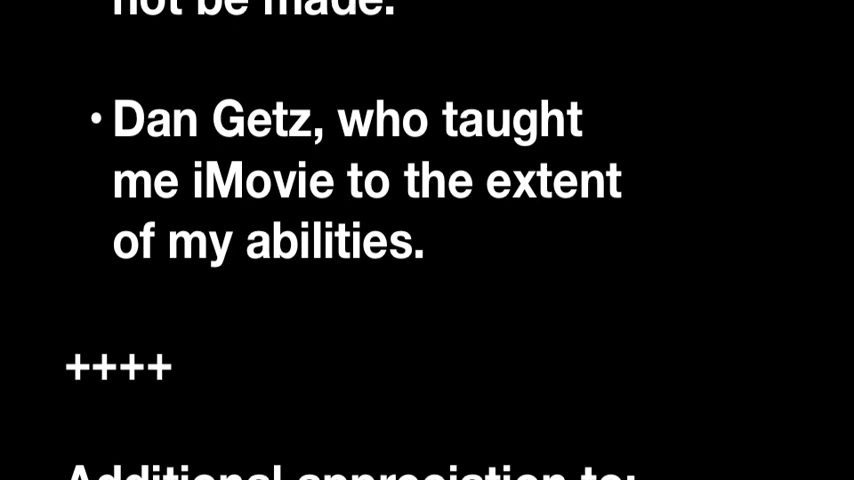 not be made.
• Dan Getz, who taught
me iMovie to the extent
of my abilities.
++++
Additional appreciation to: